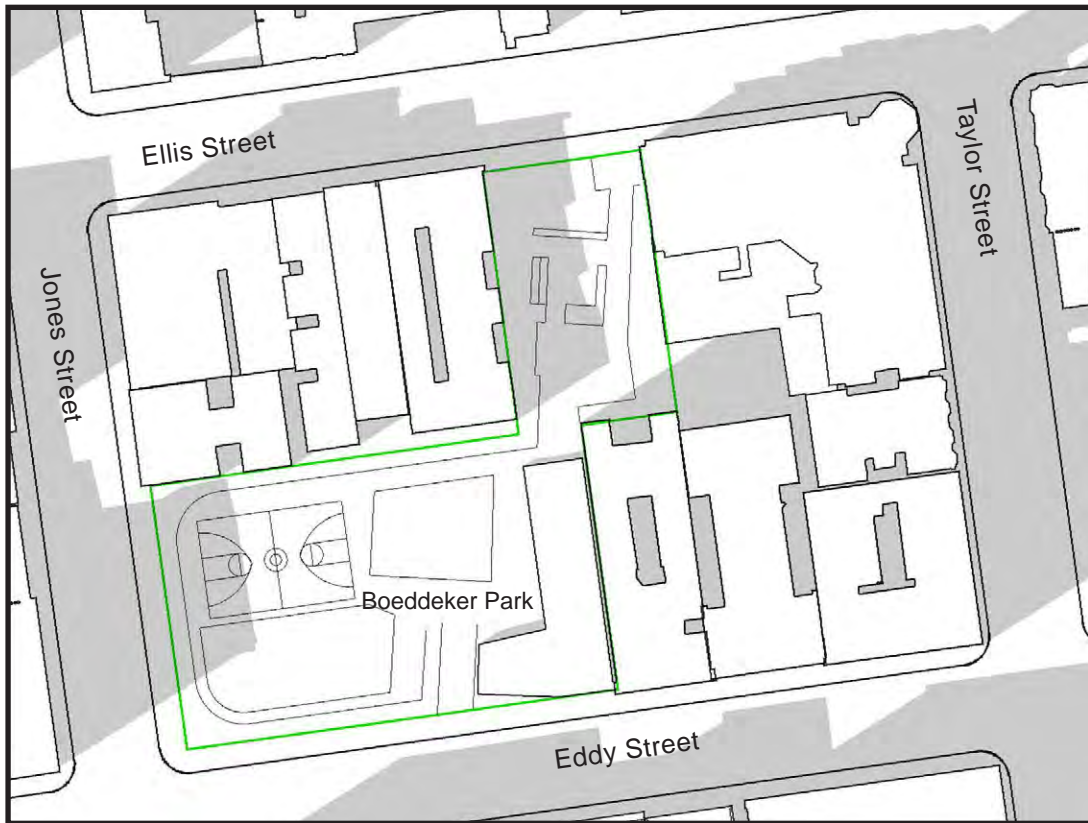 Ellis Street
Taylor Street
Jones Street
Boeddeker Park
Eddy Street